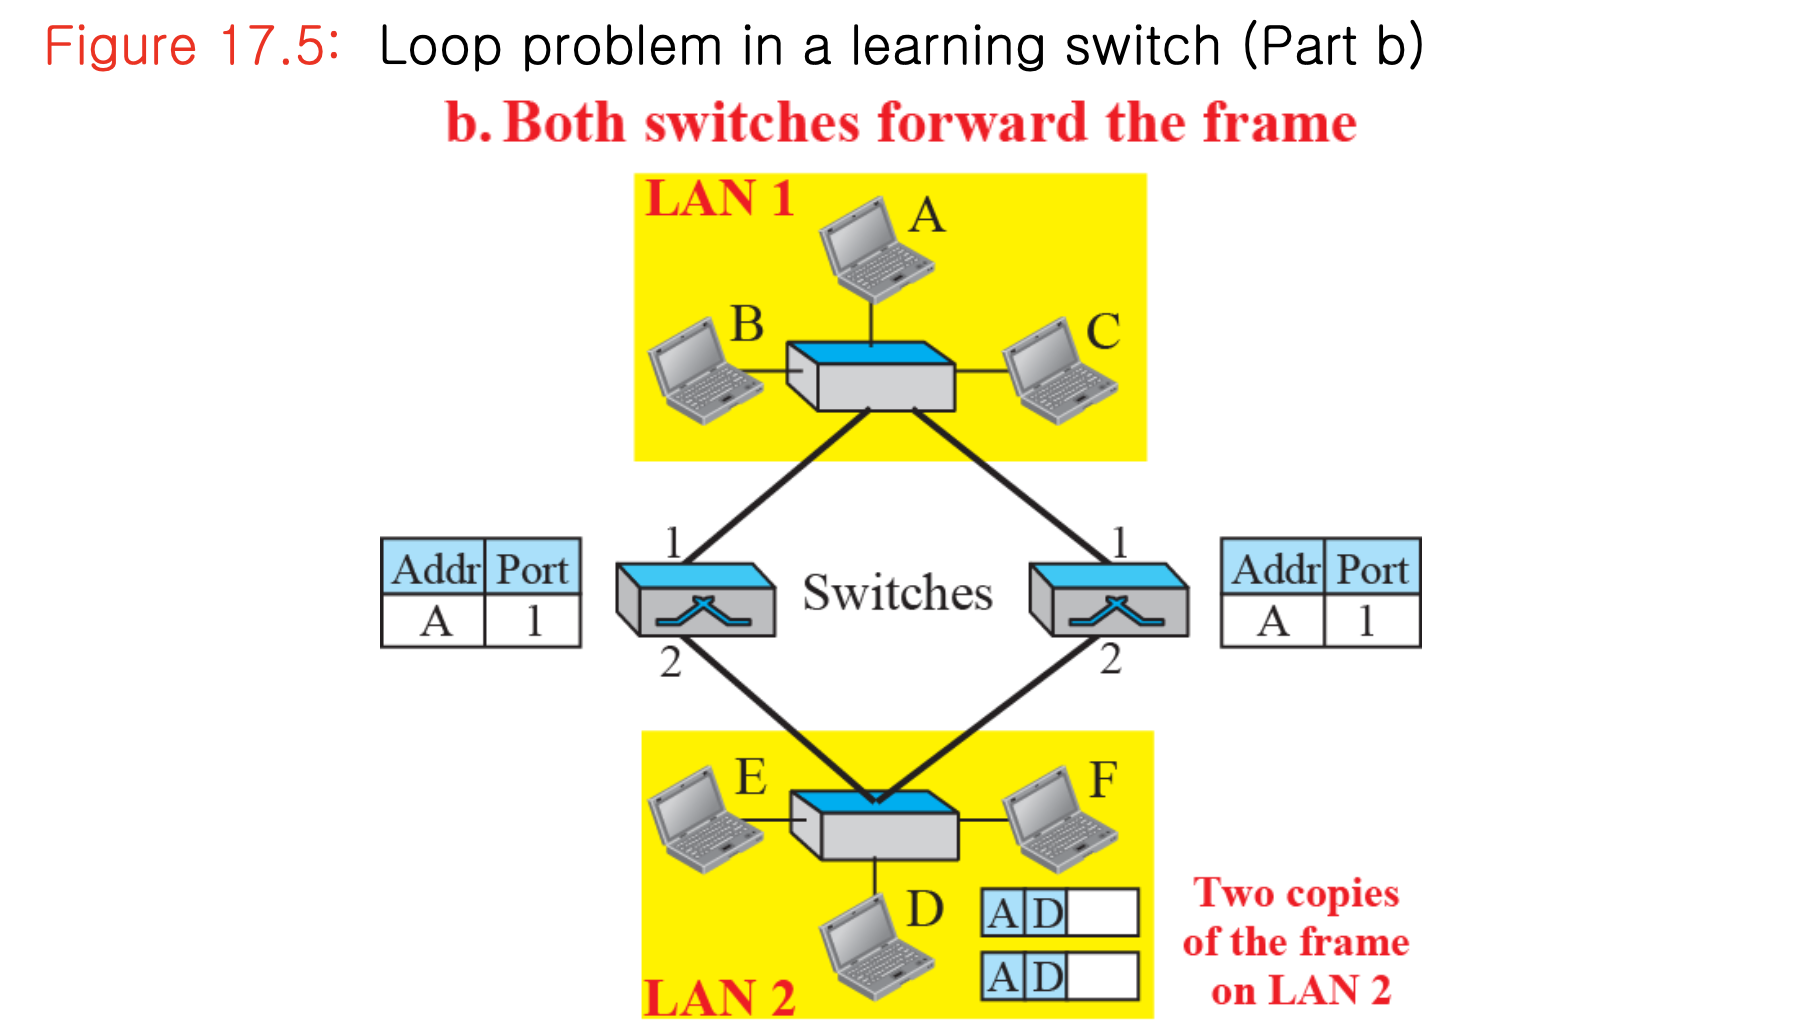 Figure 17.5: Loop problem in a learning switch (Part b)
b. Both switches forward the frame
LAN 1
A
B
C
1
1
Addr Port
A 1
Switches
Addr Port
A 1
2
2
E
F
D
A D
A D
Two copies
of the frame
on LAN 2
LAN 2